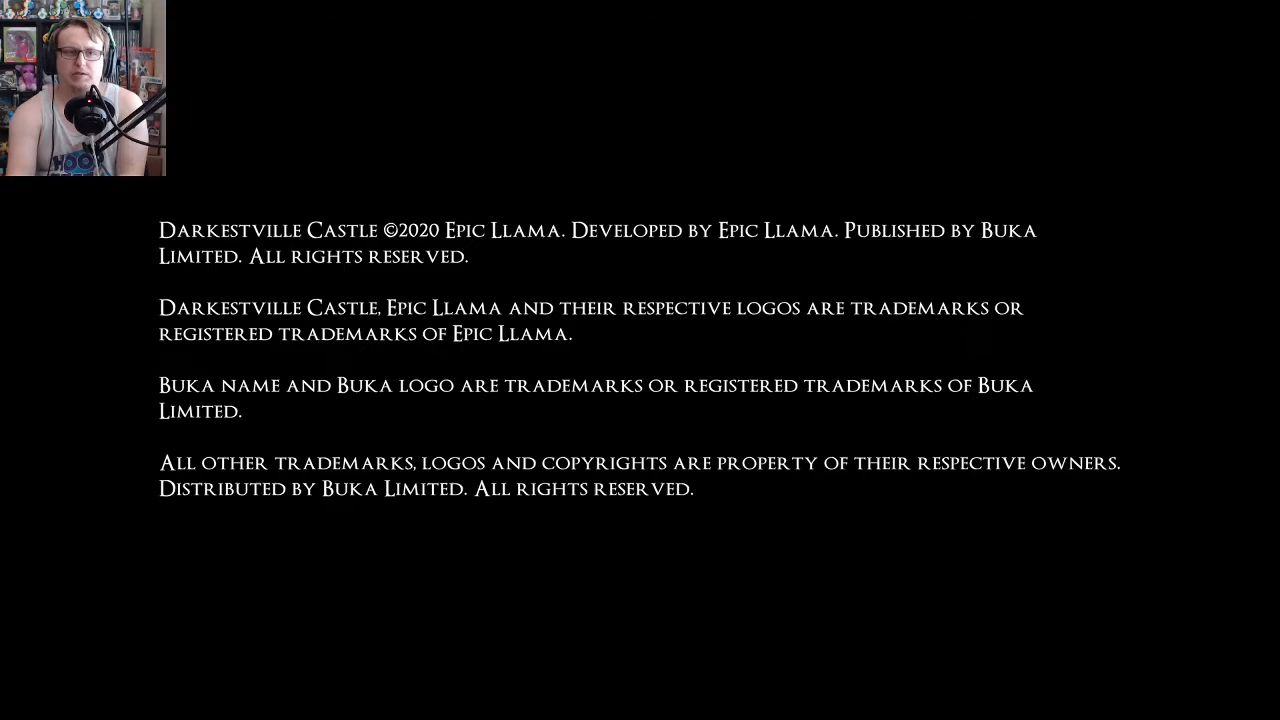 Darkestville Castle ©2020 Epic Llama. Developed by Epic Llama. Published by Buka
Limited. All rights reserved.
Darkestville Castle, Epic Llama and their respective logos are trademarks or
registered trademarks of Epic Llama.
Buka name and Buka logo are trademarks or registered trademarks of Buka
Limited.
All other trademarks, logos and copyrights are property of their respective owners.
Distributed by Buka Limited. All rights reserved.